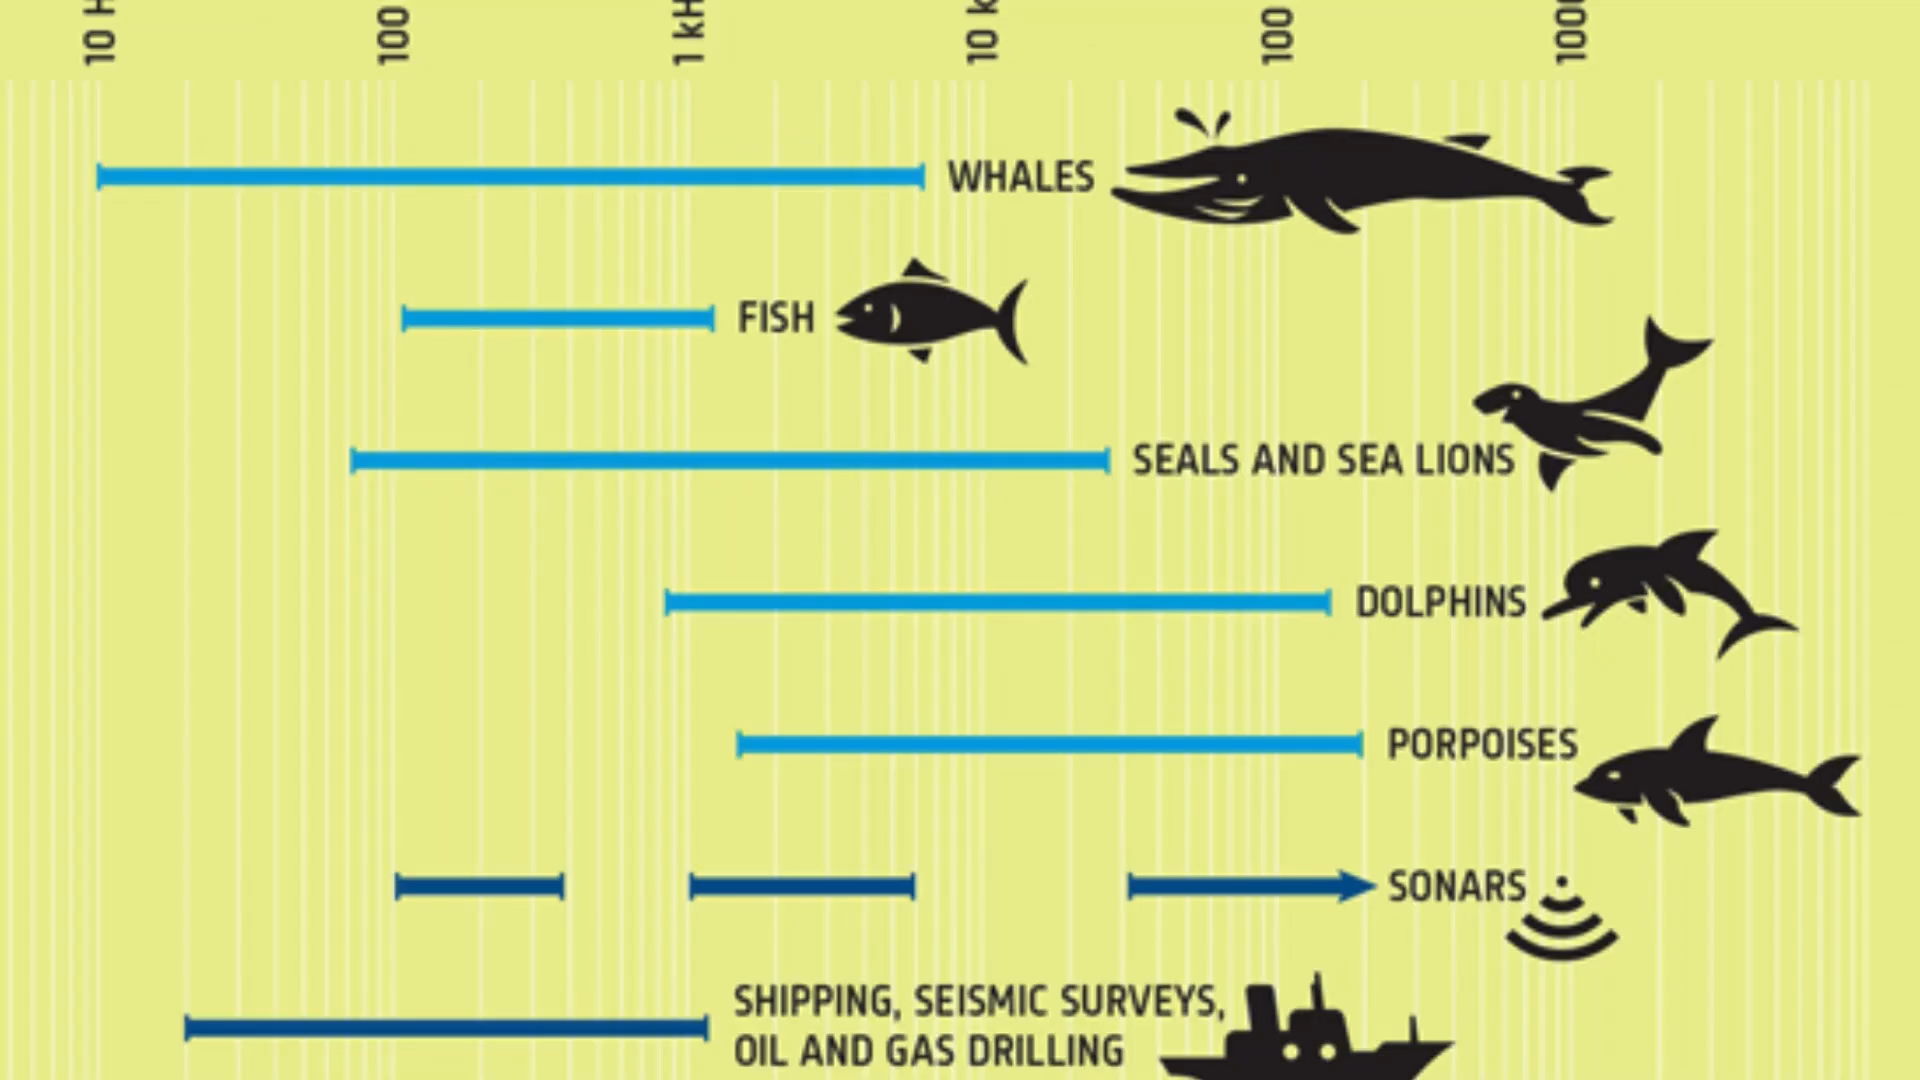 10 H
100
1 kH
10 k
100
1000
WHALES
FISH
SEALS AND SEA LIONS
DOLPHINS
PORPOISES
SONARS
SHIPPING, SEISMIC SURVEYS,
OIL AND GAS DRILLING